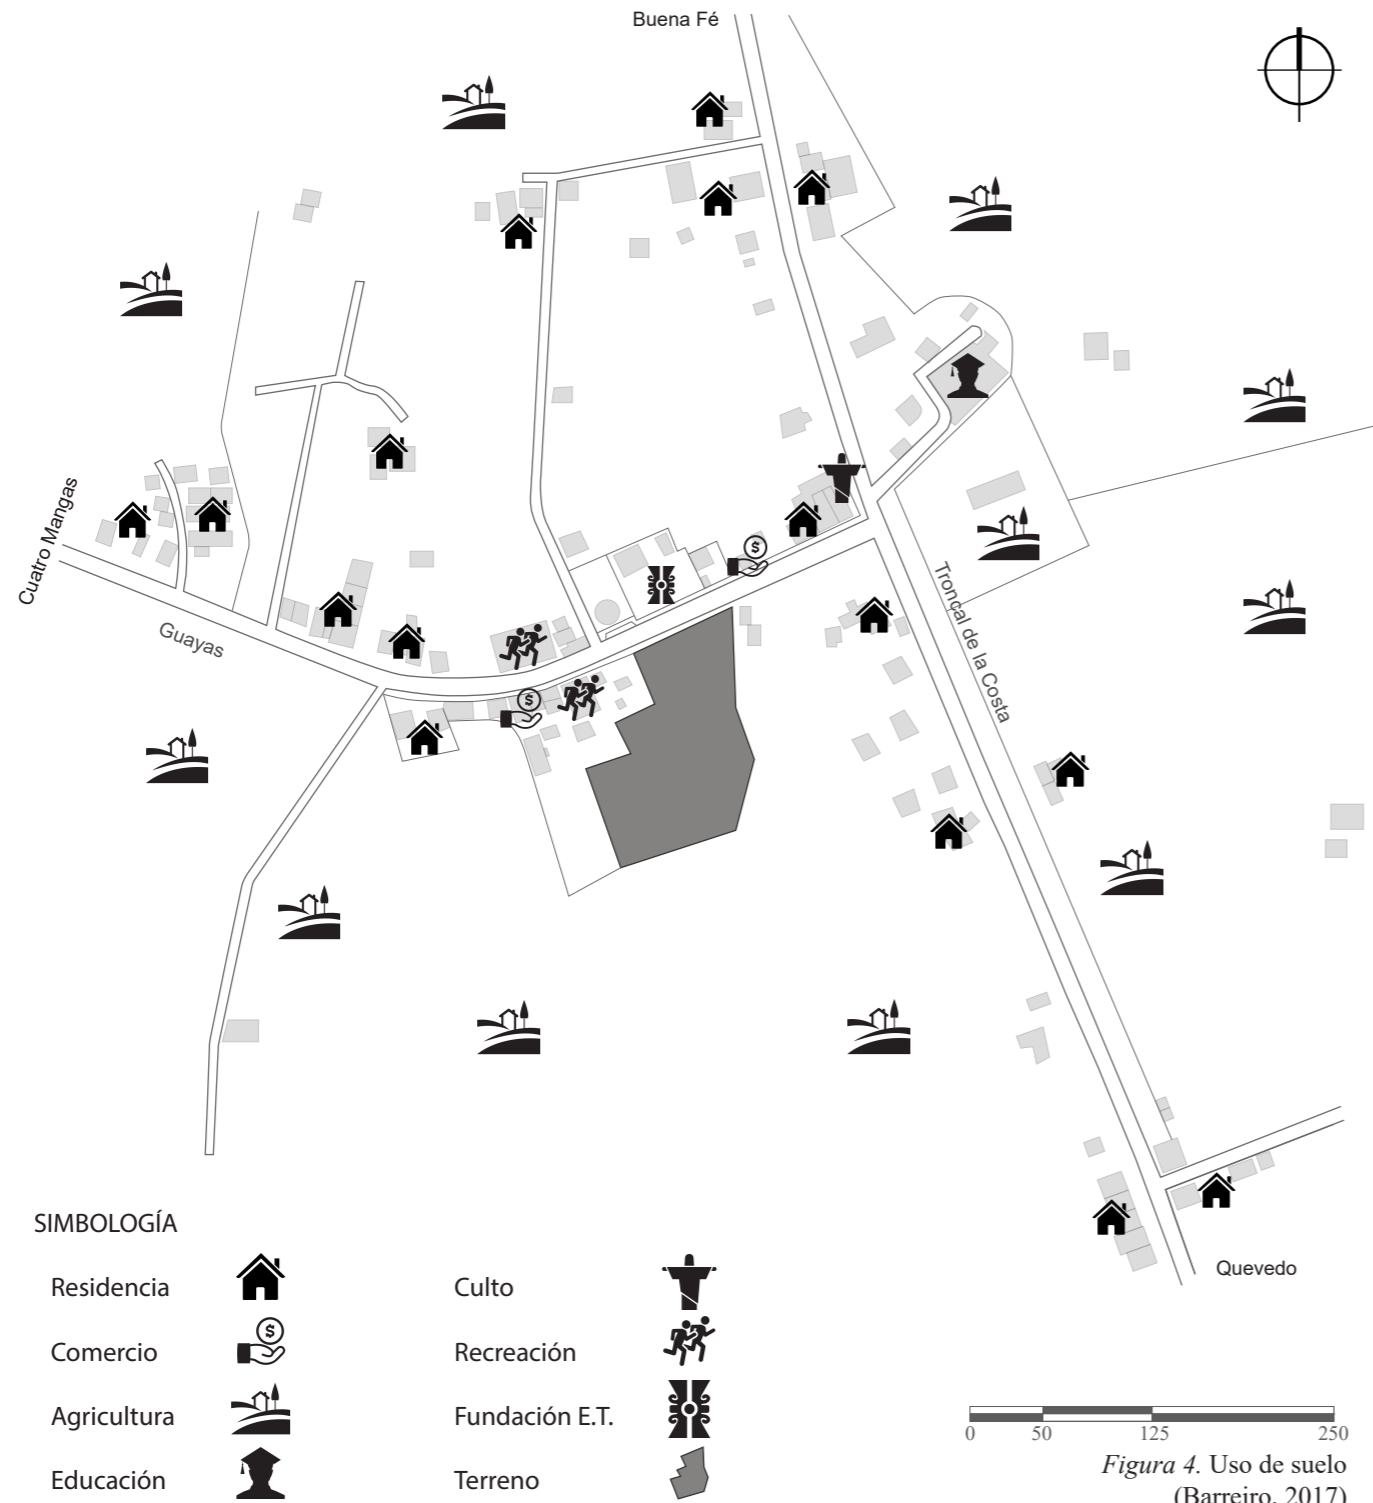 Buena Fé
Cuatro Mangas
Guayas
Troncal de la Costa
Quevedo
SIMBOLOGÍA
Residencia
Comercio
Agricultura
Educación
Culto
Recreación
Fundación E.T.
Terreno
0 50 125 250
Figura 4. Uso de suelo
(Barreiro, 2017)